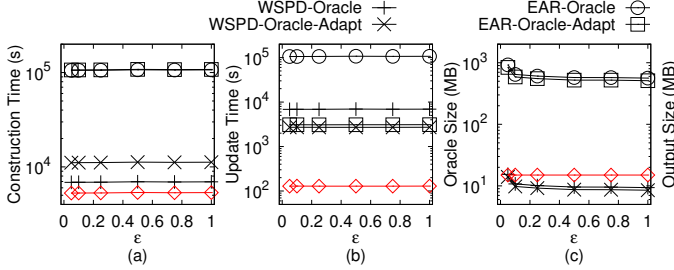 WSPD-Oracle
EAR-Oracle
WSPD-Oracle-Adapt
EAR-Oracle-Adapt
Construction Time (s)
10^5
10^4
0 0.2 0.4 0.6 0.8 1
ε
(a)
Update Time (s)
10^5
10^4
10^3
10^2
0 0.2 0.4 0.6 0.8 1
ε
(b)
Oracle Size (MB)
10^3
10^2
10^1
0 0.2 0.4 0.6 0.8 1
ε
(c)
Output Size (MB)